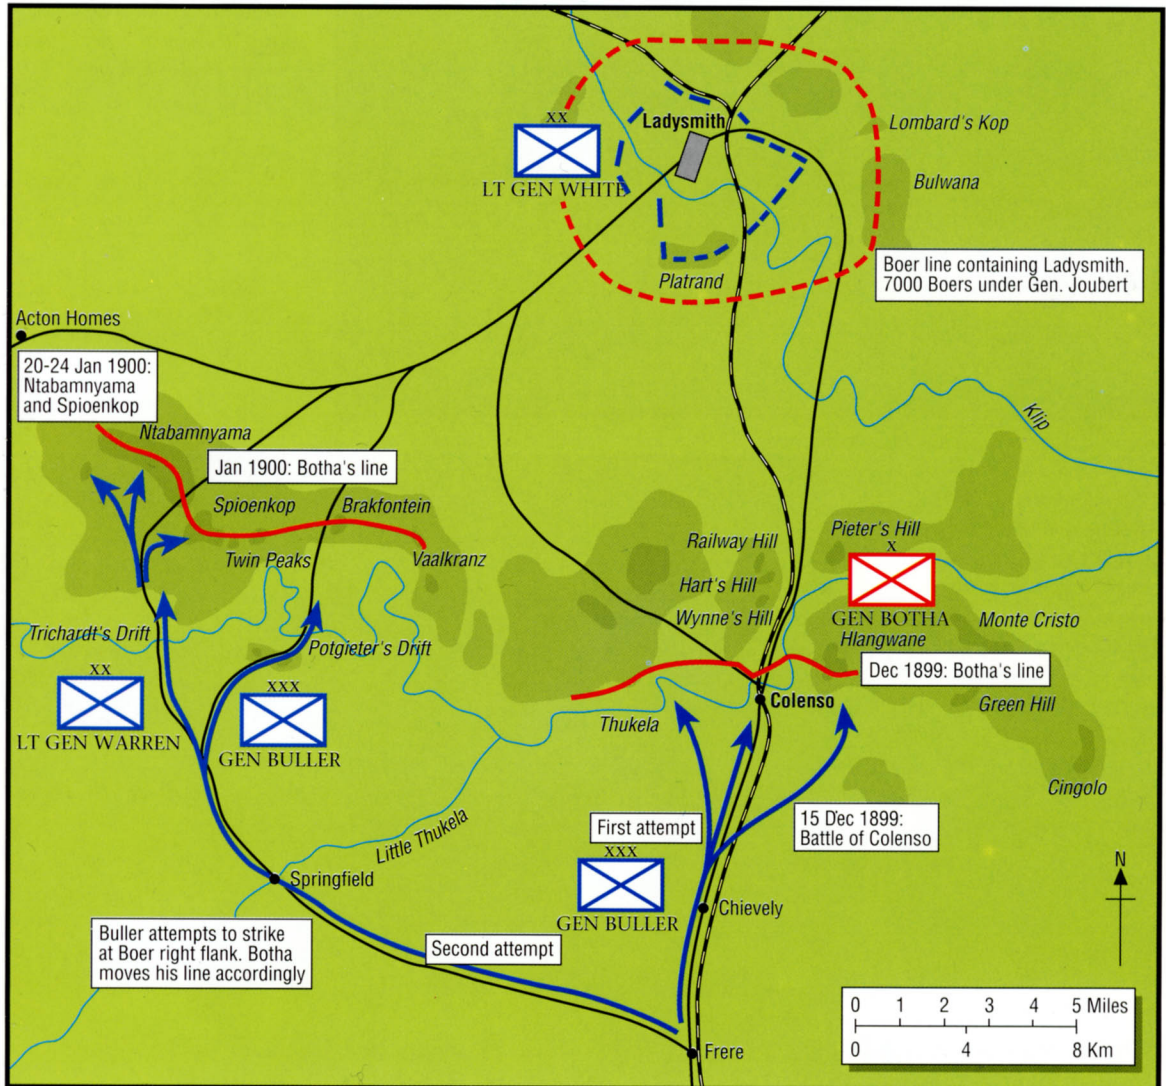 Ladysmith
XX
LT GEN WHITE
Lombard's Kop
Bulwana
Platrand
Boer line containing Ladysmith.
7000 Boers under Gen. Joubert
Acton Homes
20-24 Jan 1900:
Ntabamnyama
and Spioenkop
Ntabamnyama
Jan 1900: Botha's line
Spioenkop
Brakfontein
Twin Peaks
Vaalkranz
Klip
Railway Hill
Pieter's Hill
Hart's Hill
X
GEN BOTHA
Wynne's Hill
Hlangwane
Monte Cristo
Trichardt's Drift
Potgieter's Drift
Dec 1899: Botha's line
XX
LT GEN WARREN
XXX
GEN BULLER
Thukela
Colenso
Green Hill
Cingolo
First attempt
15 Dec 1899:
Battle of Colenso
XXX
GEN BULLER
Little Thukela
Springfield
Chievely
Buller attempts to strike
at Boer right flank. Botha
moves his line accordingly
Second attempt
Frere
N
0 1 2 3 4 5 Miles
0 4 8 Km